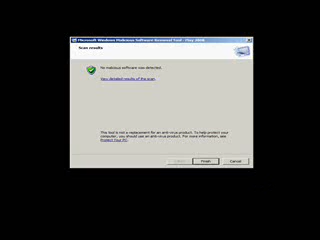 Microsoft Windows Malicious Software Removal Tool - May 2008
Scan results
No malicious software was detected.
View detailed results of the scan.
This tool is not a replacement for an anti-virus product. To help protect your
computer, you should use an anti-virus product. For more information, see
Protect Your PC.
< Back
Finish
Cancel